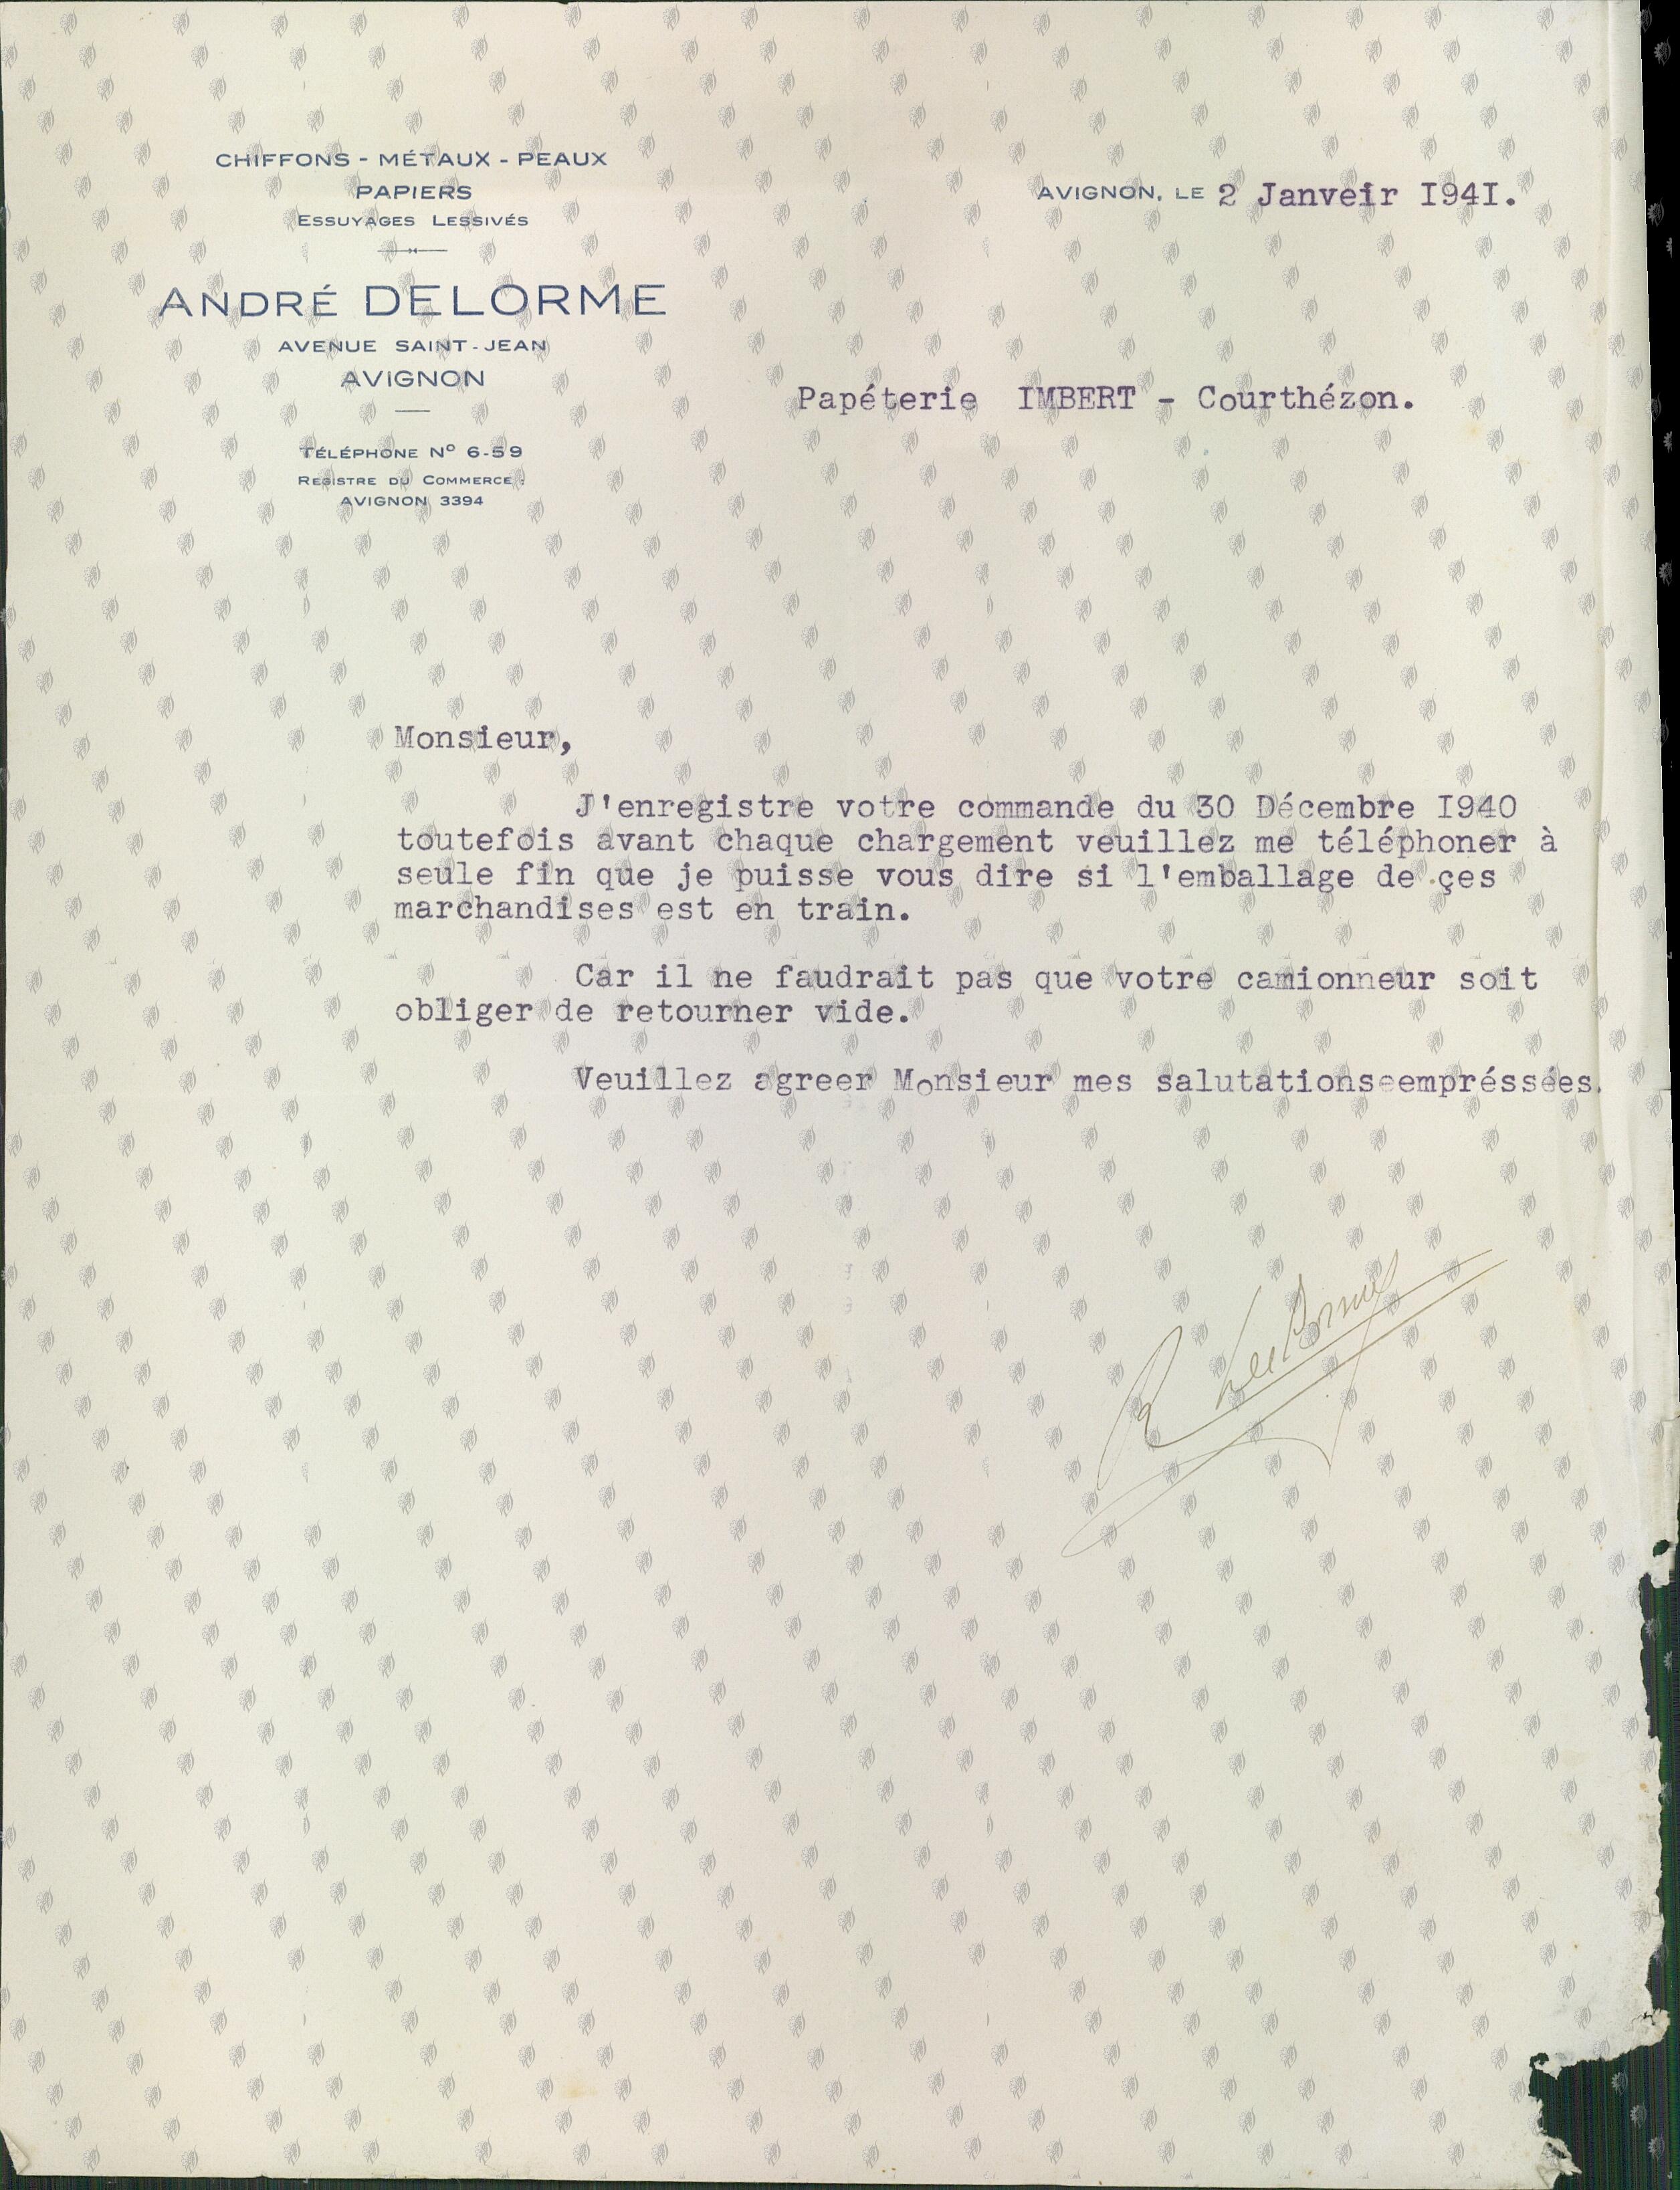 CHIFFONS - MÉTAUX - PEAUX
PAPIERS
ESSUYAGES LESSIVÉS
ANDRÉ DELORME
AVENUE SAINT-JEAN
AVIGNON
TÉLÉPHONE Nº 6-59
REGISTRE DU COMMERCE :
AVIGNON 3394
AVIGNON, LE 2 Janveir I94I.
Papéterie IMBERT - Courthézon.
Monsieur,
J'enregistre votre commande du 30 Décembre I940
toutefois avant chaque chargement veuillez me téléphoner à
seule fin que je puisse vous dire si l'emballage de çes
marchandises est en train.
Car il ne faudrait pas que votre camionneur soit
obliger de retourner vide.
Veuillez agreer Monsieur mes salutationseempréssées.